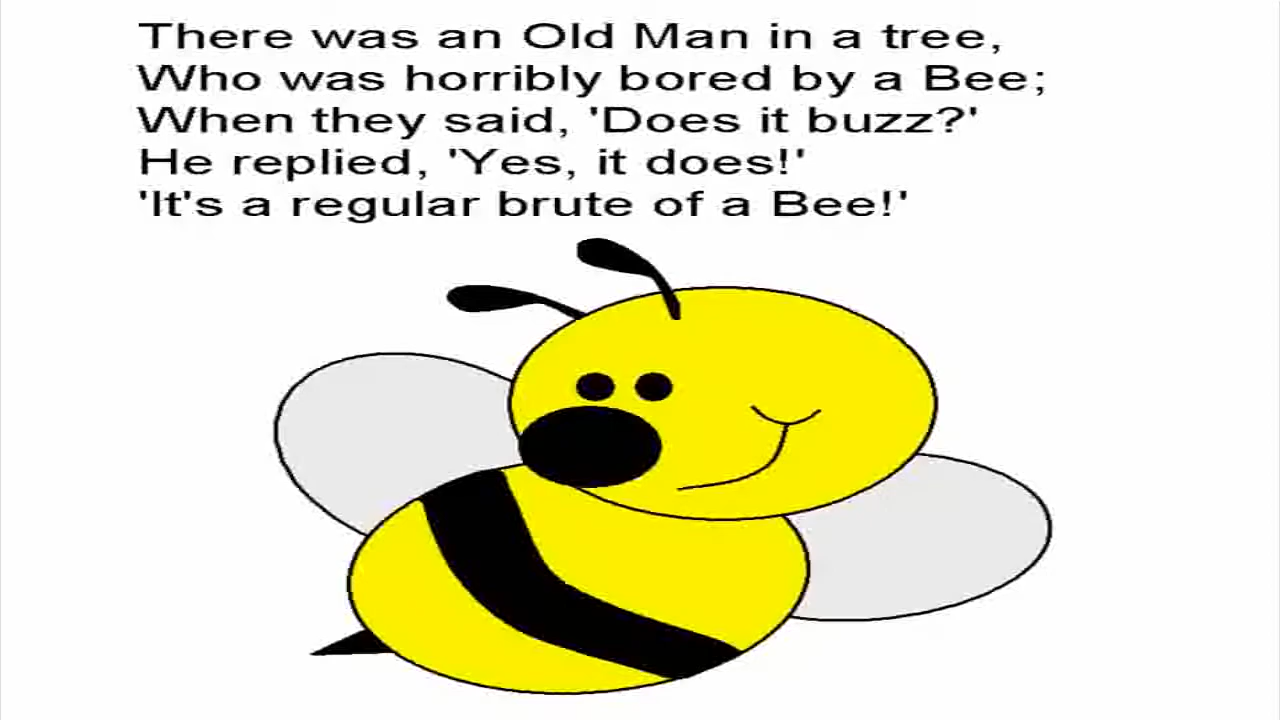 There was an Old Man in a tree,
Who was horribly bored by a Bee;
When they said, 'Does it buzz?'
He replied, 'Yes, it does!'
'It's a regular brute of a Bee!'